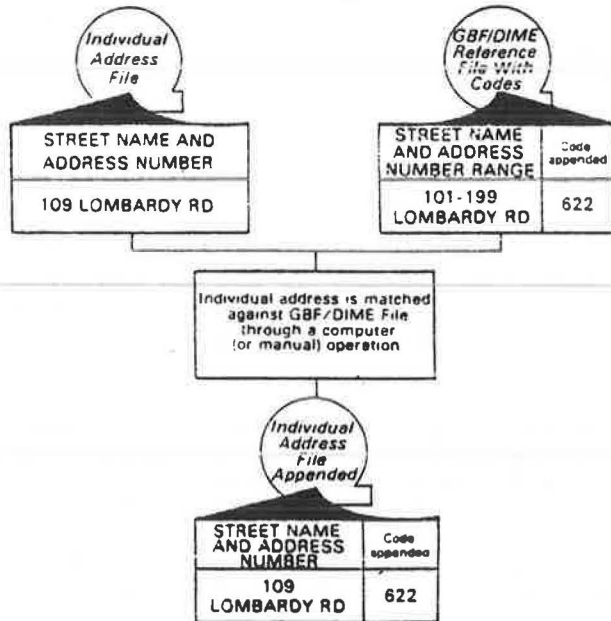 Individual
Address
File
GBF/DIME
Reference
File With
Codes
STREET NAME AND
ADDRESS NUMBER
109 LOMBARDY RD
STREET NAME
AND ADDRESS
NUMBER RANGE
Code
appended
101-199
LOMBARDY RD
622
Individual address is matched
against GBF/DIME File
through a computer
(or manual) operation
Individual
Address
File
Appended
STREET NAME
AND ADDRESS
NUMBER
Code
appended
109
LOMBARDY RD
622